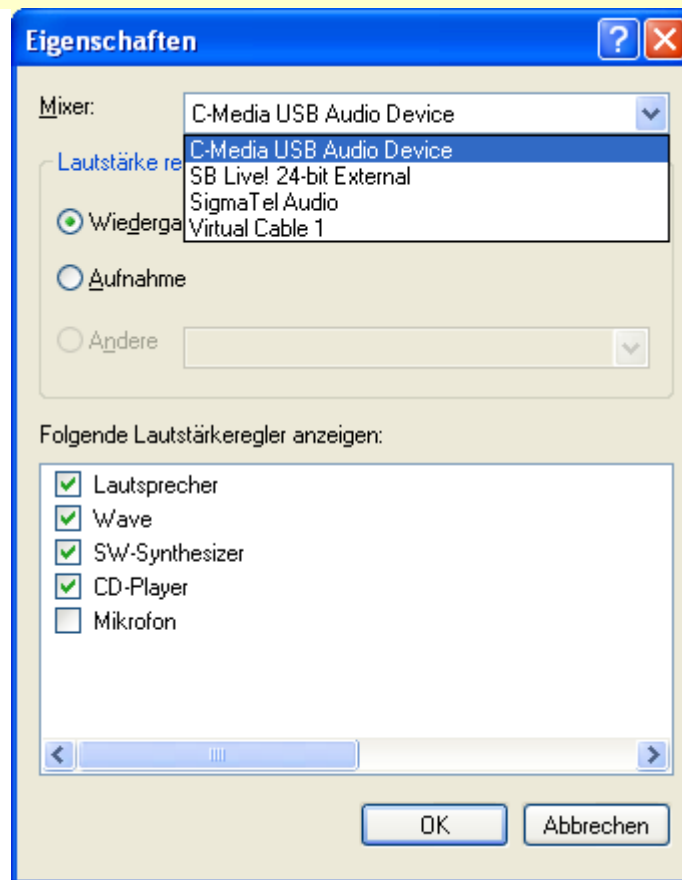 Eigenschaften
Mixer: C-Media USB Audio Device
C-Media USB Audio Device
SB Live! 24-bit External
SigmaTel Audio
Virtual Cable 1
Lautstärke re
Wiederga
Aufnahme
Andere
Folgende Lautstärkeregler anzeigen:
Lautsprecher
Wave
SW-Synthesizer
CD-Player
Mikrofon
OK Abbrechen